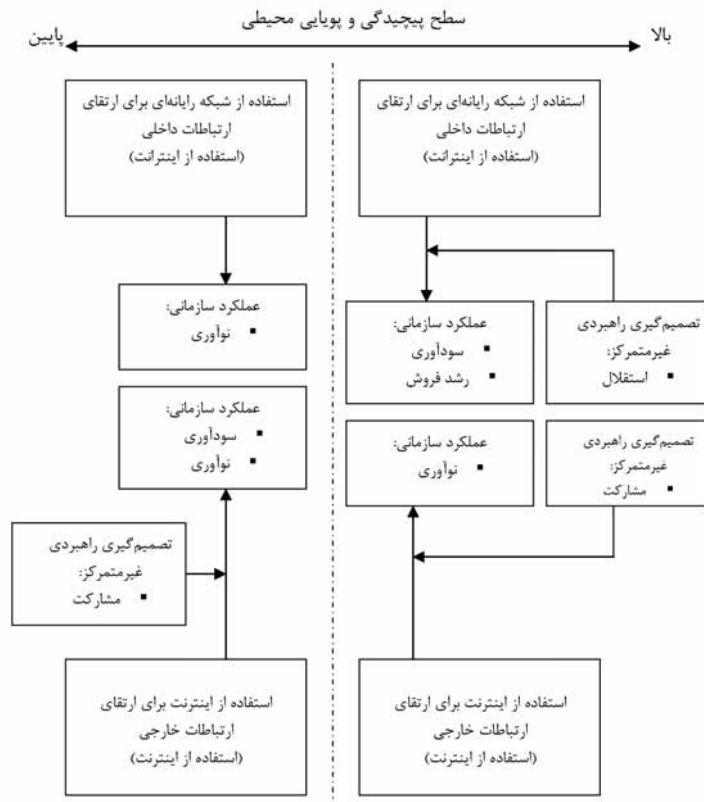 سطح پیچیدگی و پویایی محیطی
بالا
پایین
استفاده از شبکه رایانه‌ای برای ارتقای
ارتباطات داخلی
(استفاده از اینترانت)
عملکرد سازمانی:
▪ سودآوری
▪ رشد فروش
تصمیم‌گیری راهبردی
غیرمتمرکز:
▪ استقلال
عملکرد سازمانی:
▪ نوآوری
تصمیم‌گیری راهبردی
غیرمتمرکز:
▪ مشارکت
استفاده از اینترنت برای ارتقای
ارتباطات خارجی
(استفاده از اینترنت)
استفاده از شبکه رایانه‌ای برای ارتقای
ارتباطات داخلی
(استفاده از اینترانت)
عملکرد سازمانی:
▪ نوآوری
عملکرد سازمانی:
▪ سودآوری
▪ نوآوری
تصمیم‌گیری راهبردی
غیرمتمرکز:
▪ مشارکت
استفاده از اینترنت برای ارتقای
ارتباطات خارجی
(استفاده از اینترنت)